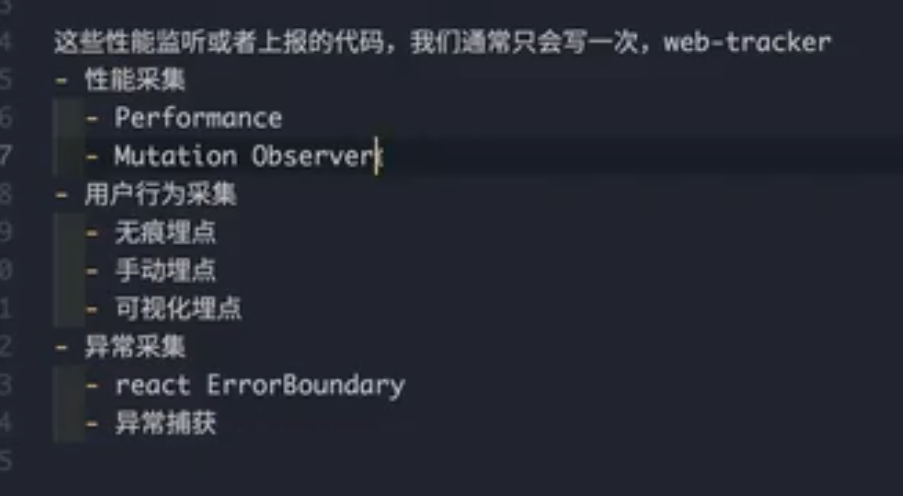 4 这些性能监听或者上报的代码，我们通常只会写一次，web-tracker
5 - 性能采集
6 - Performance
7 - Mutation Observer
8 - 用户行为采集
9 - 无痕埋点
0 - 手动埋点
1 - 可视化埋点
2 - 异常采集
3 - react ErrorBoundary
4 - 异常捕获
5